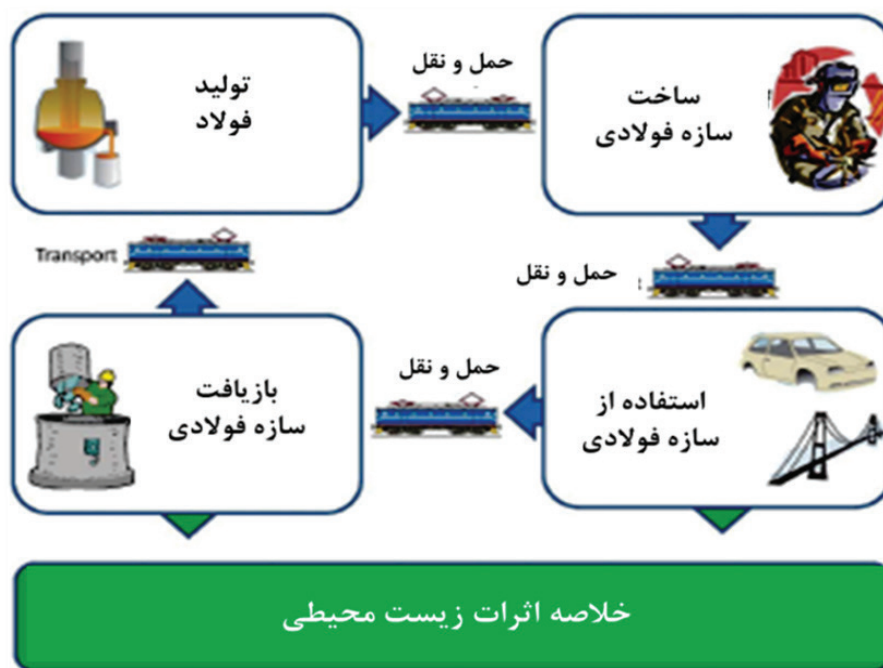 تولید
فولاد
حمل و نقل
ساخت
سازه فولادی
حمل و نقل
استفاده از
سازه فولادی
حمل و نقل
بازیافت
سازه فولادی
Transport
خلاصه اثرات زیست محیطی